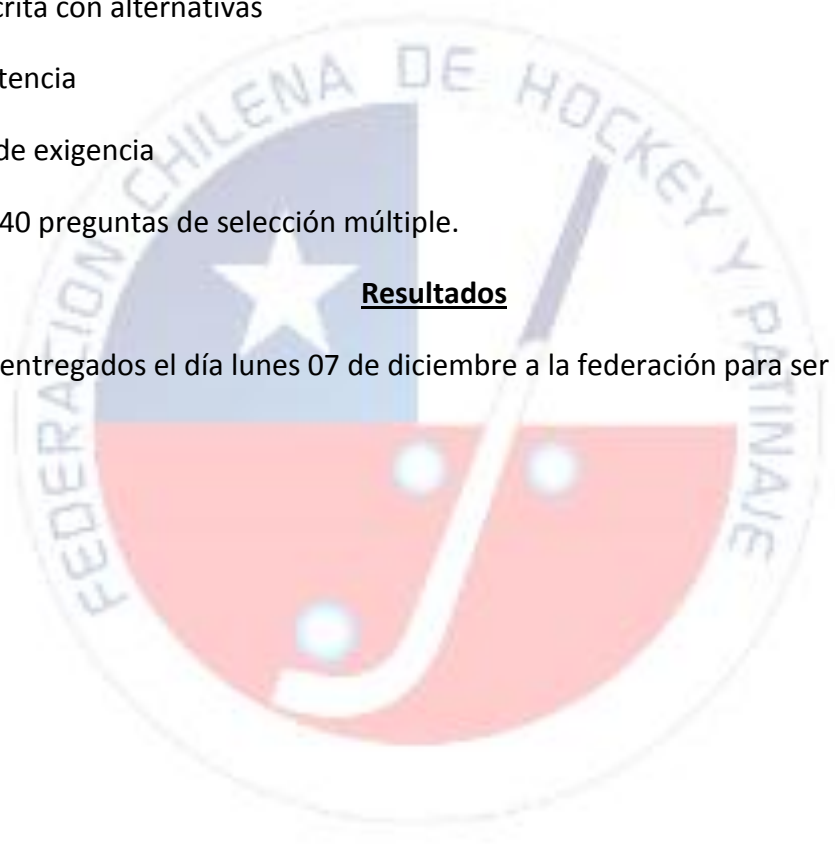 crita con alternativas
tencia
de exigencia
40 preguntas de selección múltiple.
Resultados
entregados el día lunes 07 de diciembre a la federación para ser
FEDERACION CHILENA DE HOCKEY Y PATINAJE